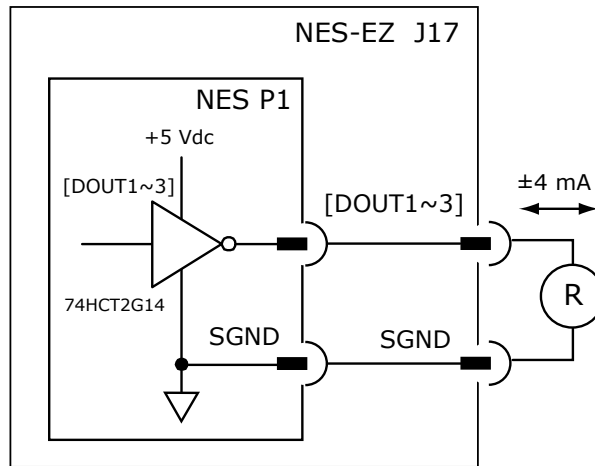 NES-EZ J17
NES P1
+5 Vdc
[DOUT1~3]
[DOUT1~3]
±4 mA
74HCT2G14
R
SGND
SGND